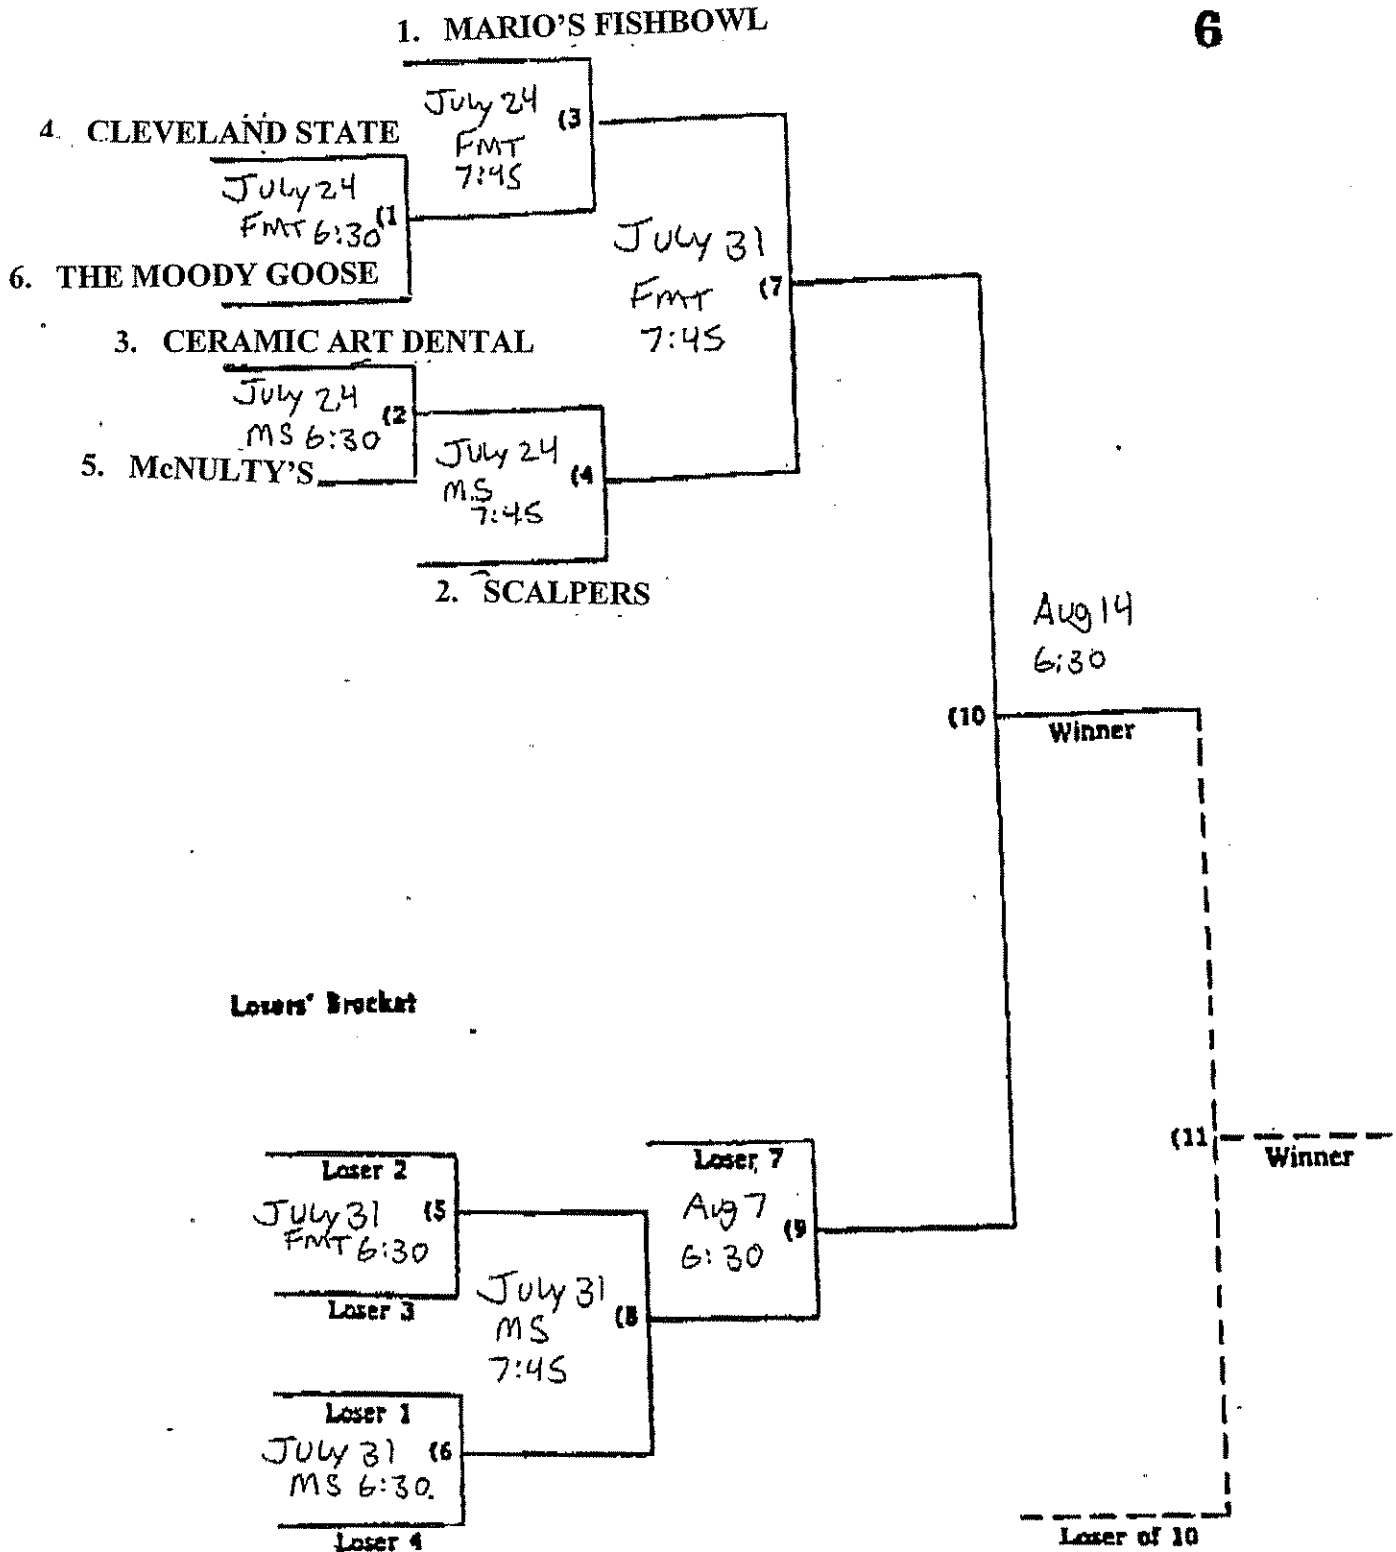 1. MARIO'S FISHBOWL
6
July 24
FMT
7:45
(3
4. CLEVELAND STATE
July 24
FMT 6:30
(1
6. THE MOODY GOOSE
July 31
FMT
7:45
(7
3. CERAMIC ART DENTAL
July 24
MS 6:30
(2
5. McNULTY'S
July 24
M.S
7:45
(4
2. SCALPERS
Aug 14
6:30
(10
Winner
Losers' Bracket
Loser 2
July 31
FMT 6:30
(5
Loser 3
Loser 7
Aug 7
6:30
(9
July 31
MS
7:45
(8
Loser 1
July 31
MS 6:30.
(6
Loser 4
(11
Winner
Loser of 10